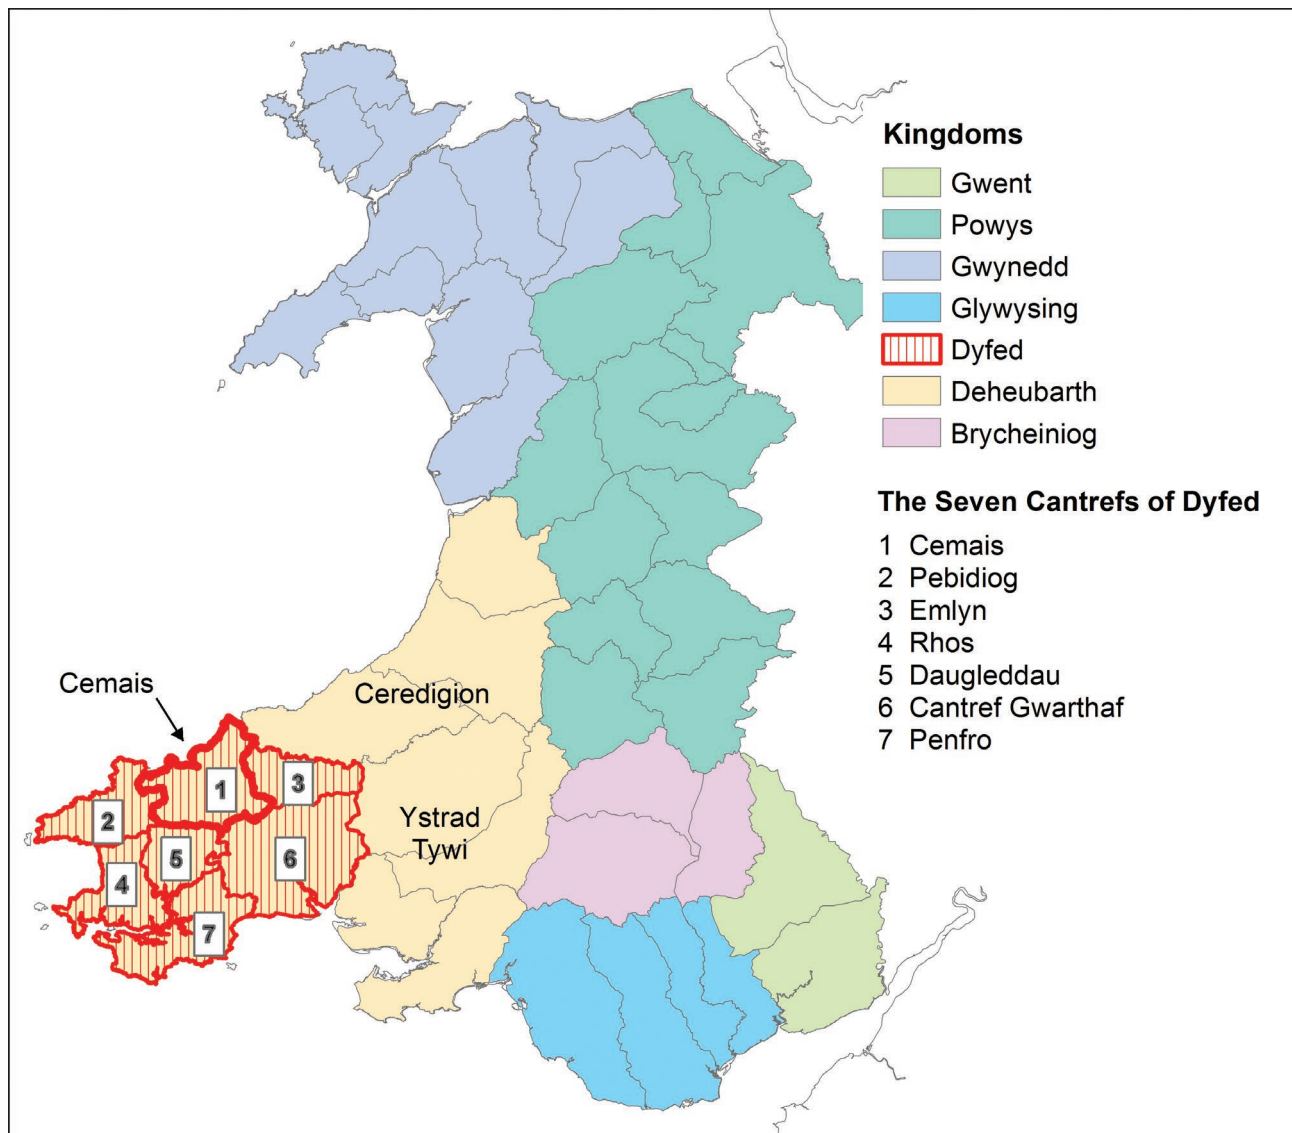 Kingdoms
Gwent
Powys
Gwynedd
Glywysing
Dyfed
Deheubarth
Brycheiniog
The Seven Cantrefs of Dyfed
1 Cemais
2 Pebidiog
3 Emlyn
4 Rhos
5 Daugleddau
6 Cantref Gwarthaf
7 Penfro
Cemais
Ceredigion
Ystrad
Tywi
1
3
2
5
6
4
7